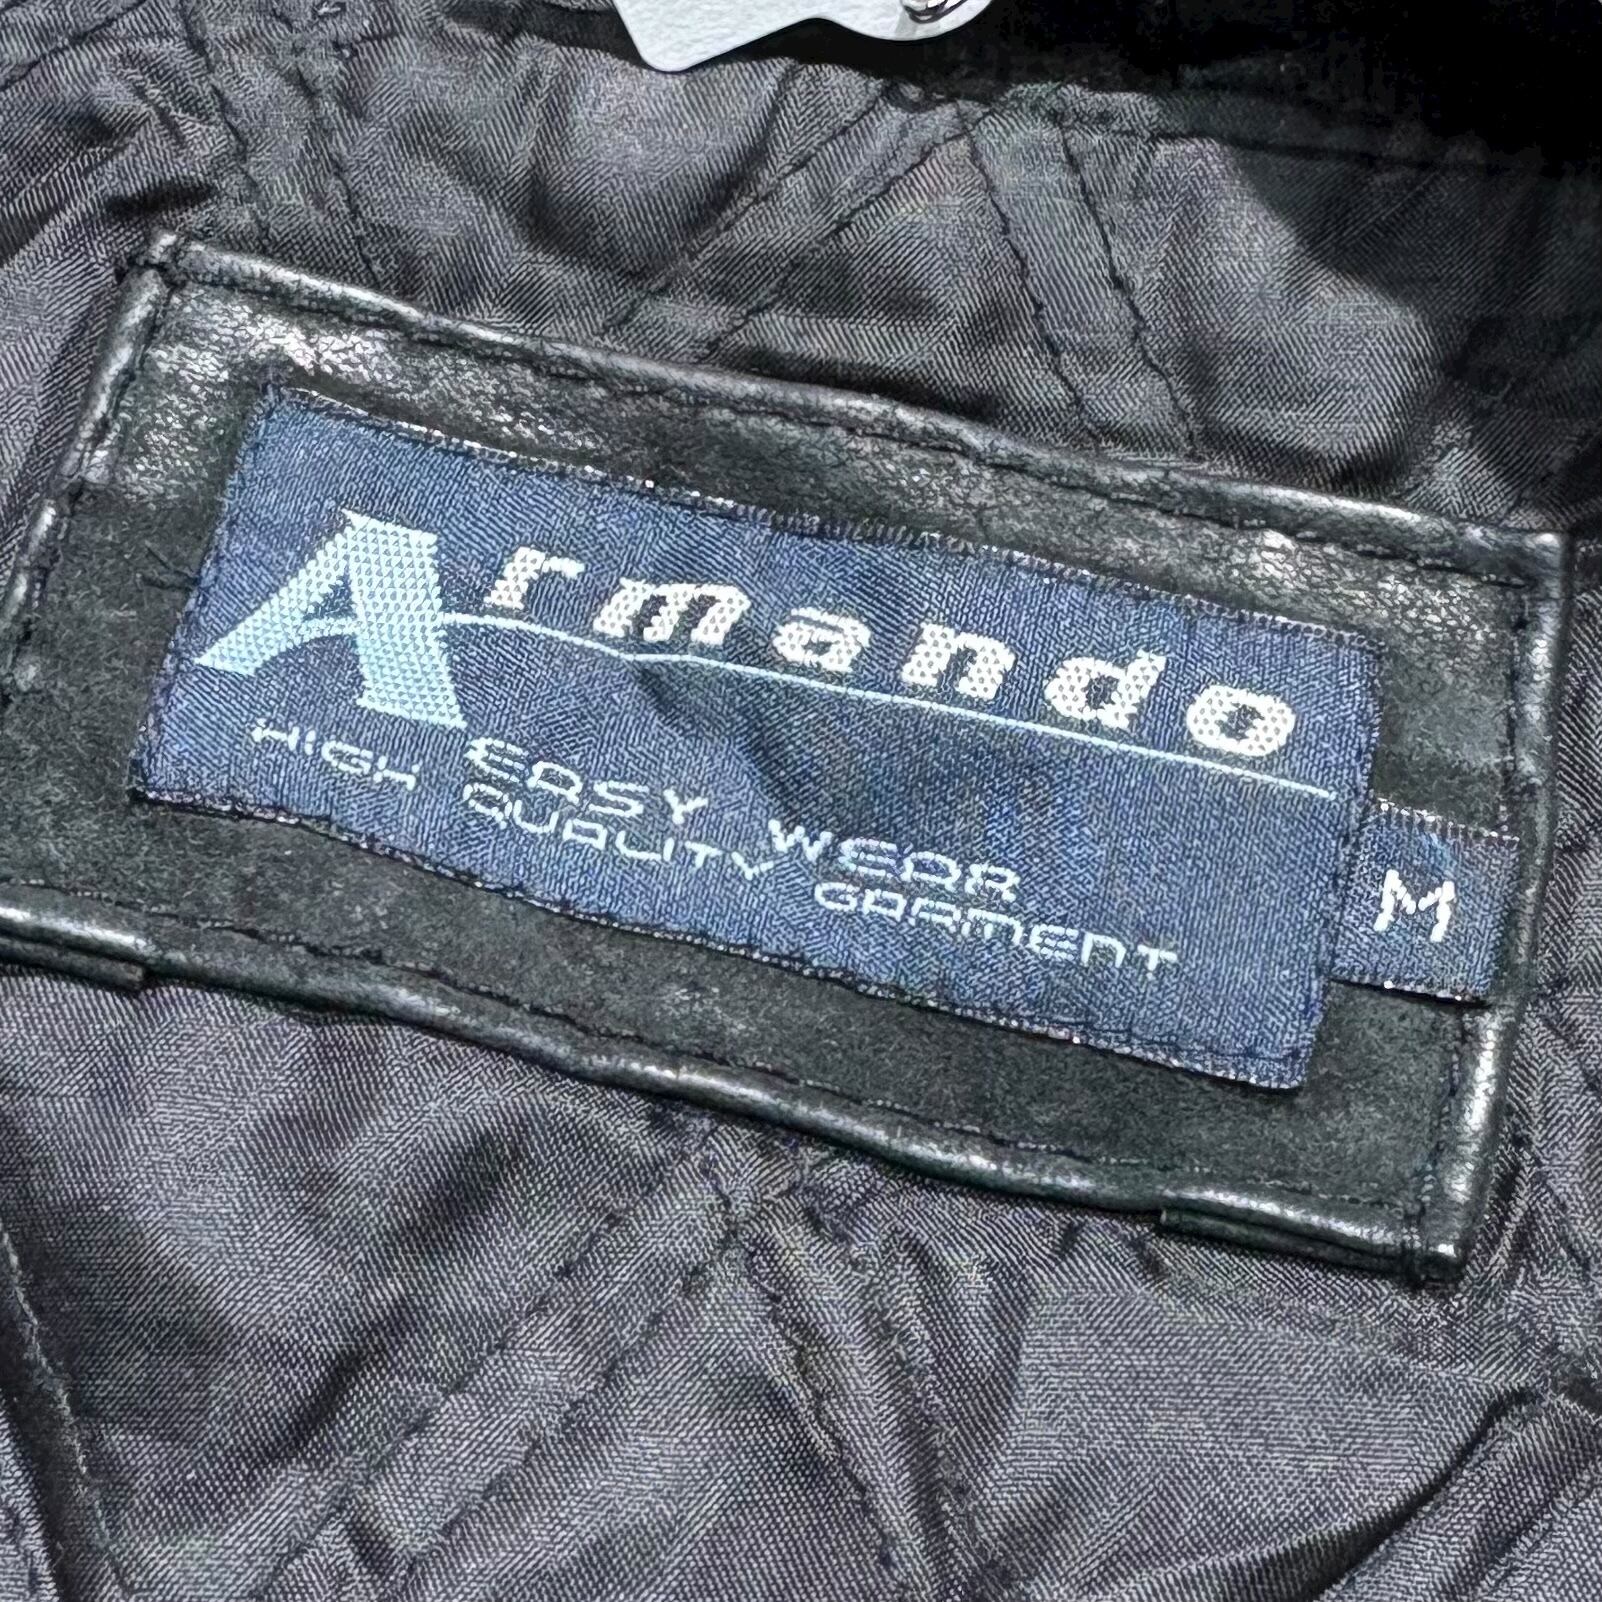 Armando
EASY WEAR
HIGH QUALITY GARMENT
M